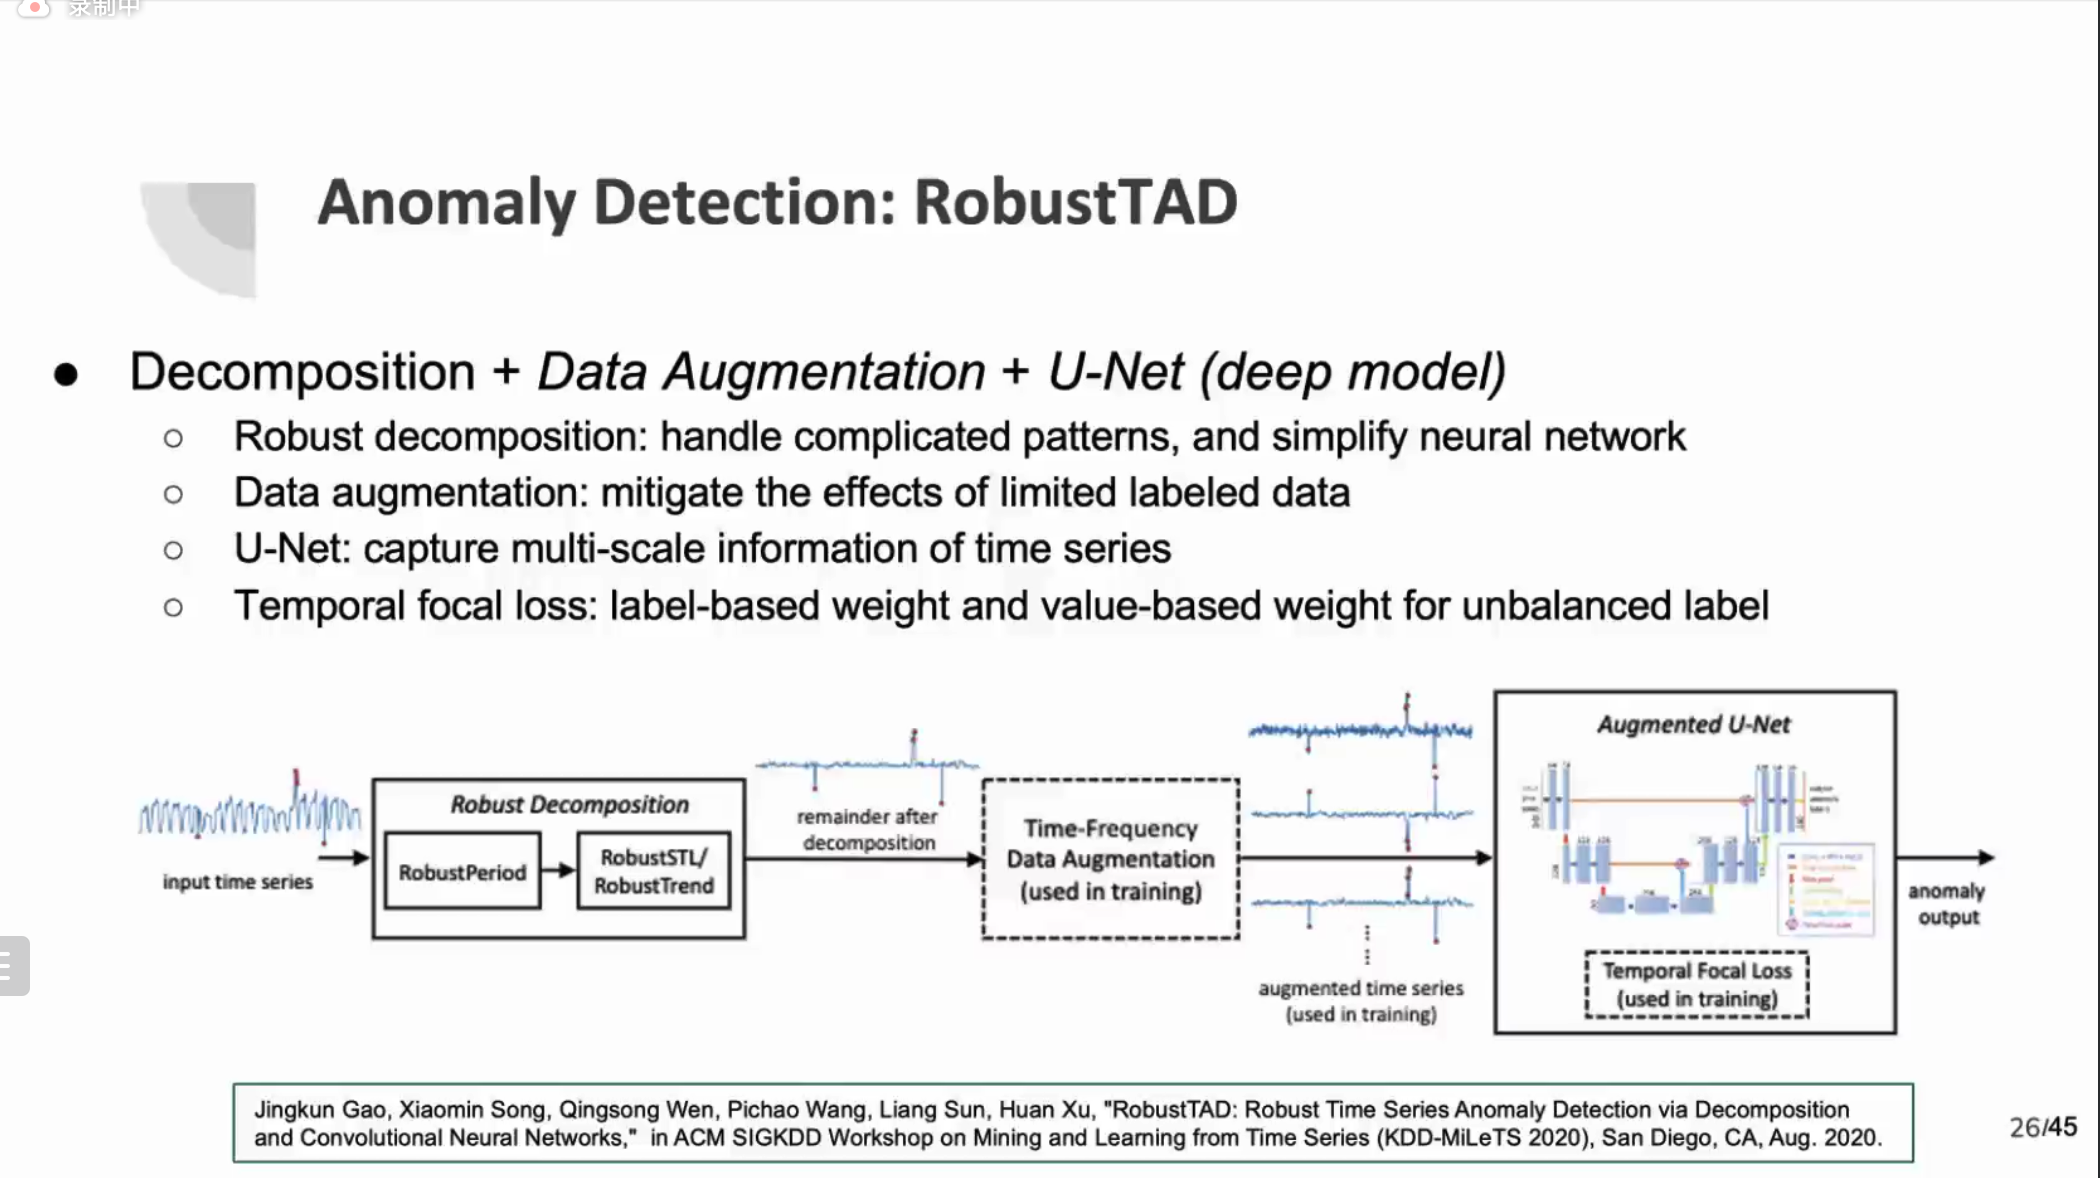 录制中
Anomaly Detection: RobustTAD
● Decomposition + Data Augmentation + U-Net (deep model)
○ Robust decomposition: handle complicated patterns, and simplify neural network
○ Data augmentation: mitigate the effects of limited labeled data
○ U-Net: capture multi-scale information of time series
○ Temporal focal loss: label-based weight and value-based weight for unbalanced label
input time series
Robust Decomposition
RobustPeriod
RobustSTL/
RobustTrend
remainder after
decomposition
Time-Frequency
Data Augmentation
(used in training)
augmented time series
(used in training)
Augmented U-Net
Temporal Focal Loss
(used in training)
anomaly
output
Jingkun Gao, Xiaomin Song, Qingsong Wen, Pichao Wang, Liang Sun, Huan Xu, "RobustTAD: Robust Time Series Anomaly Detection via Decomposition
and Convolutional Neural Networks," in ACM SIGKDD Workshop on Mining and Learning from Time Series (KDD-MiLeTS 2020), San Diego, CA, Aug. 2020.
26/45